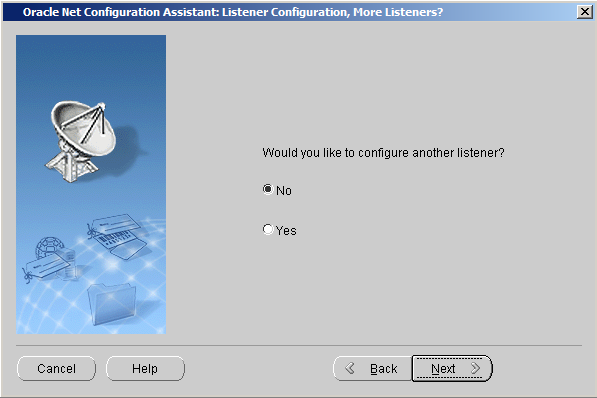 Oracle Net Configuration Assistant: Listener Configuration, More Listeners?
Would you like to configure another listener?
No
Yes
Cancel
Help
Back
Next